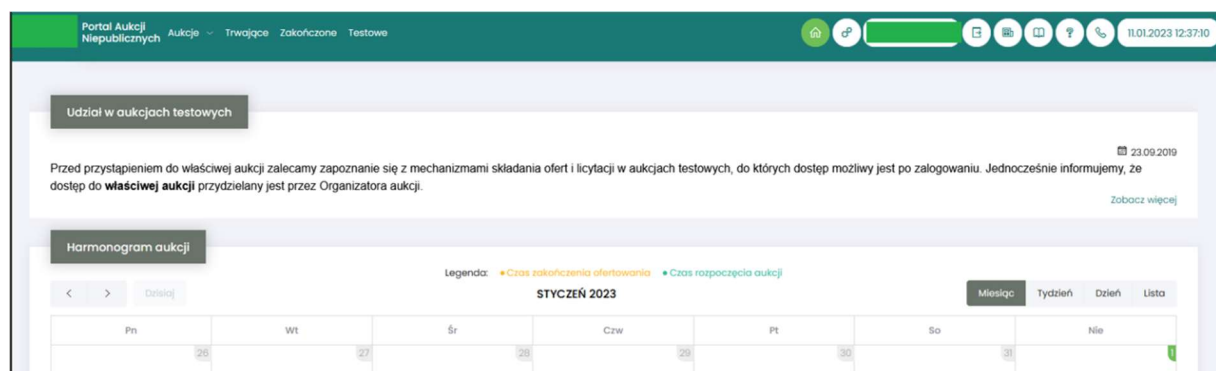 Portal Aukcji
Niepublicznych Aukcje Trwające Zakończone Testowe
11.01.2023 12:37:10
Udział w aukcjach testowych
23.09.2019
Przed przystąpieniem do właściwej aukcji zalecamy zapoznanie się z mechanizmami składania ofert i licytacji w aukcjach testowych, do których dostęp możliwy jest po zalogowaniu. Jednocześnie informujemy, że
dostęp do właściwej aukcji przydzielany jest przez Organizatora aukcji.
Zobacz więcej
Harmonogram aukcji
Legenda: • Czas zakończenia ofertowania • Czas rozpoczęcia aukcji
< > Dzisiaj STYCZEŃ 2023 Miesiąc Tydzień Dzień Lista
Pn Wt Śr Czw Pt So Nie
26 27 28 29 30 31 1